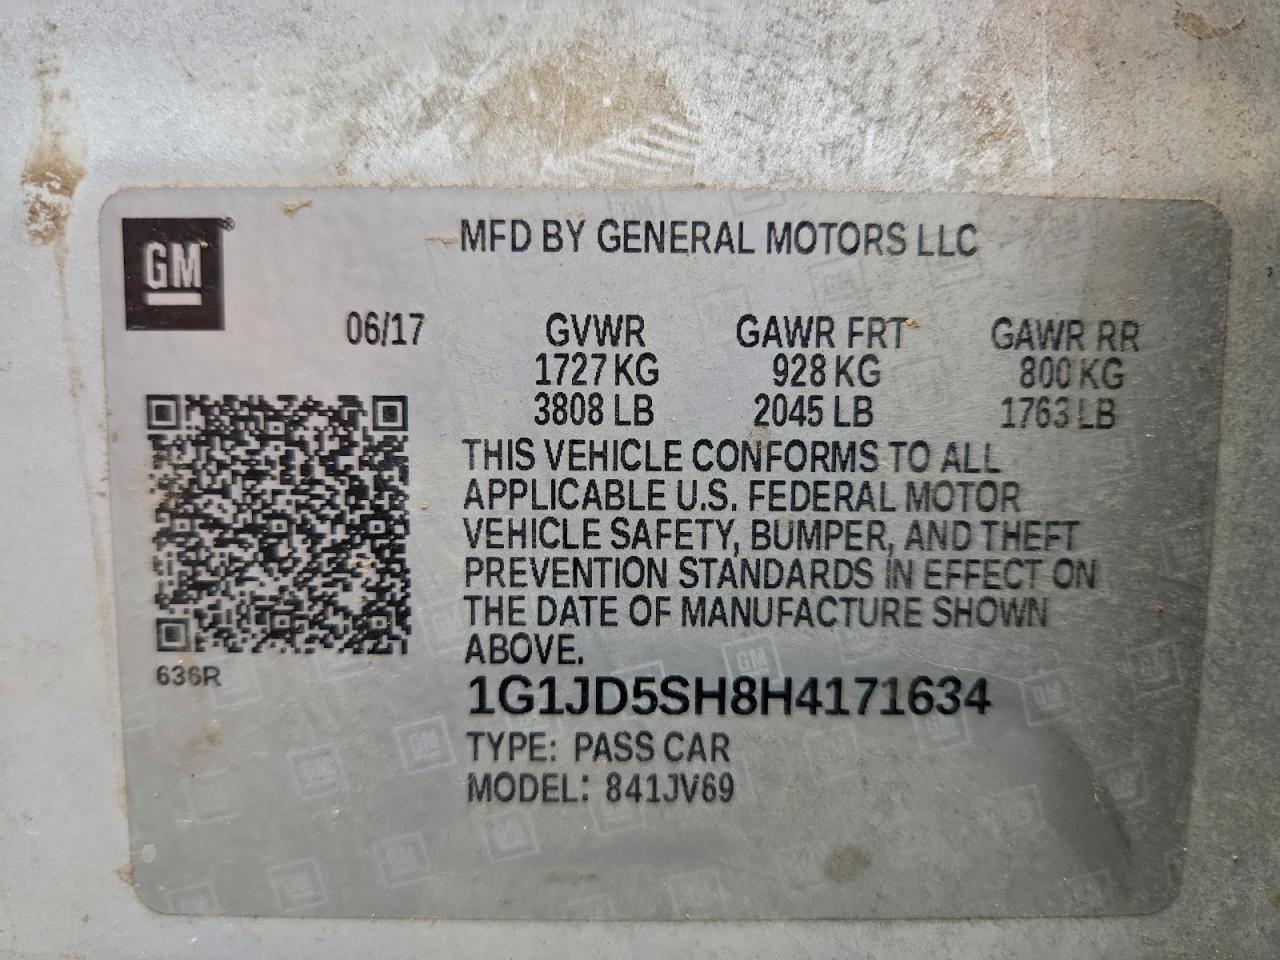 GM®
MFD BY GENERAL MOTORS LLC
06/17
GVWR GAWR FRT GAWR RR
1727 KG 928 KG 800 KG
3808 LB 2045 LB 1763 LB
THIS VEHICLE CONFORMS TO ALL
APPLICABLE U.S. FEDERAL MOTOR
VEHICLE SAFETY, BUMPER, AND THEFT
PREVENTION STANDARDS IN EFFECT ON
THE DATE OF MANUFACTURE SHOWN
ABOVE.
636R
1G1JD5SH8H4171634
TYPE: PASS CAR
MODEL: 841JV69